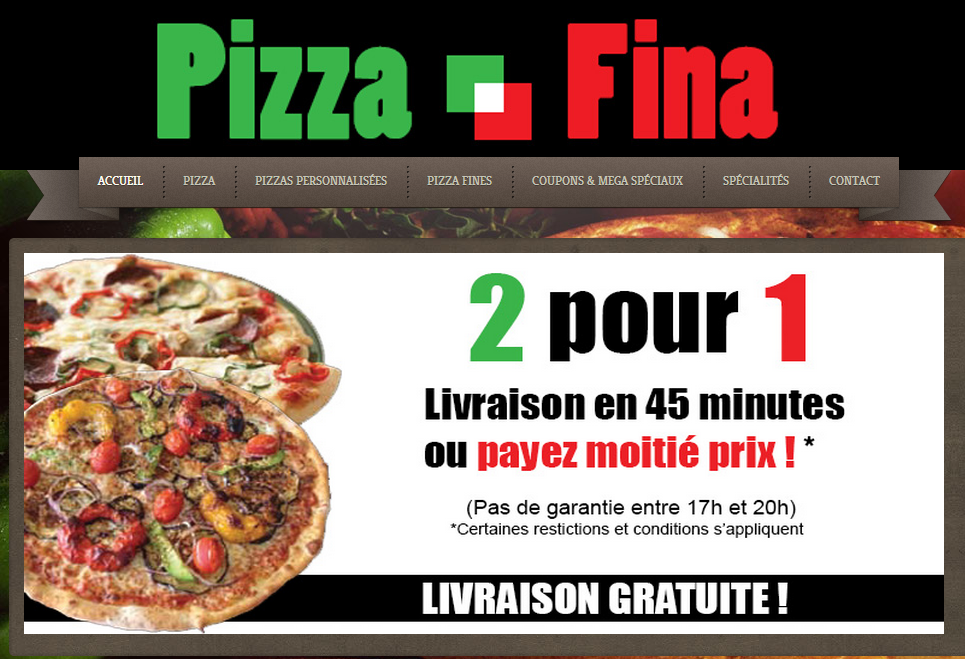 Pizza Fina
ACCUEIL PIZZA PIZZAS PERSONNALISÉES PIZZA FINES COUPONS & MEGA SPÉCIAUX SPÉCIALITÉS CONTACT
2 pour 1
Livraison en 45 minutes
ou payez moitié prix ! *
(Pas de garantie entre 17h et 20h)
*Certaines restictions et conditions s'appliquent
LIVRAISON GRATUITE !